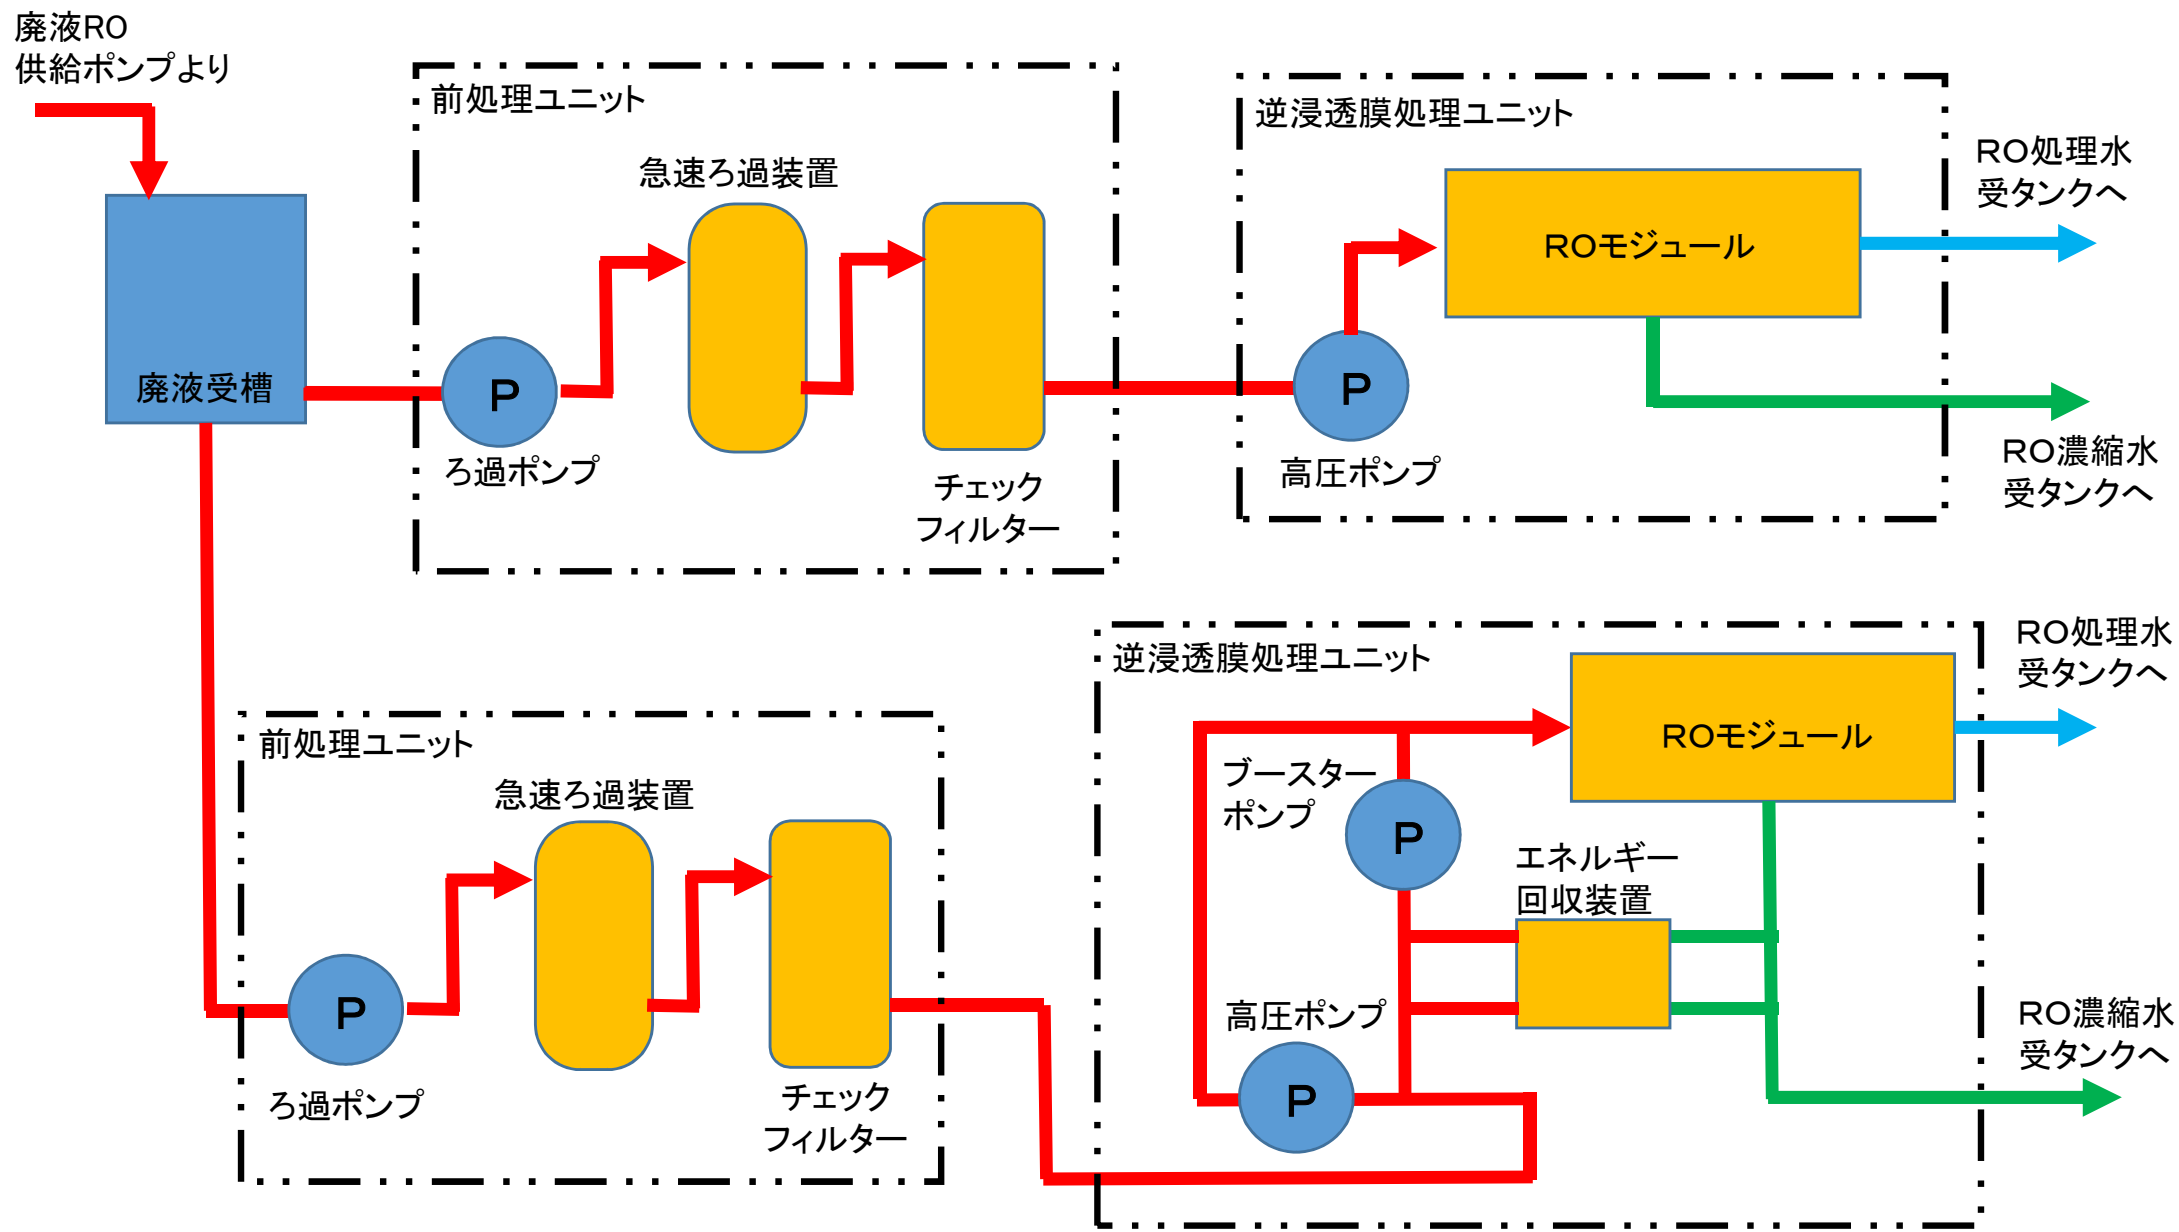 廃液RO
供給ポンプより
前処理ユニット
急速ろ過装置
廃液受槽
P
ろ過ポンプ
チェック
フィルター
逆浸透膜処理ユニット
ROモジュール
P
高圧ポンプ
RO処理水
受タンクへ
RO濃縮水
受タンクへ
前処理ユニット
急速ろ過装置
P
ろ過ポンプ
チェック
フィルター
逆浸透膜処理ユニット
ROモジュール
ブースター
ポンプ
P
エネルギー
回収装置
高圧ポンプ
P
RO処理水
受タンクへ
RO濃縮水
受タンクへ